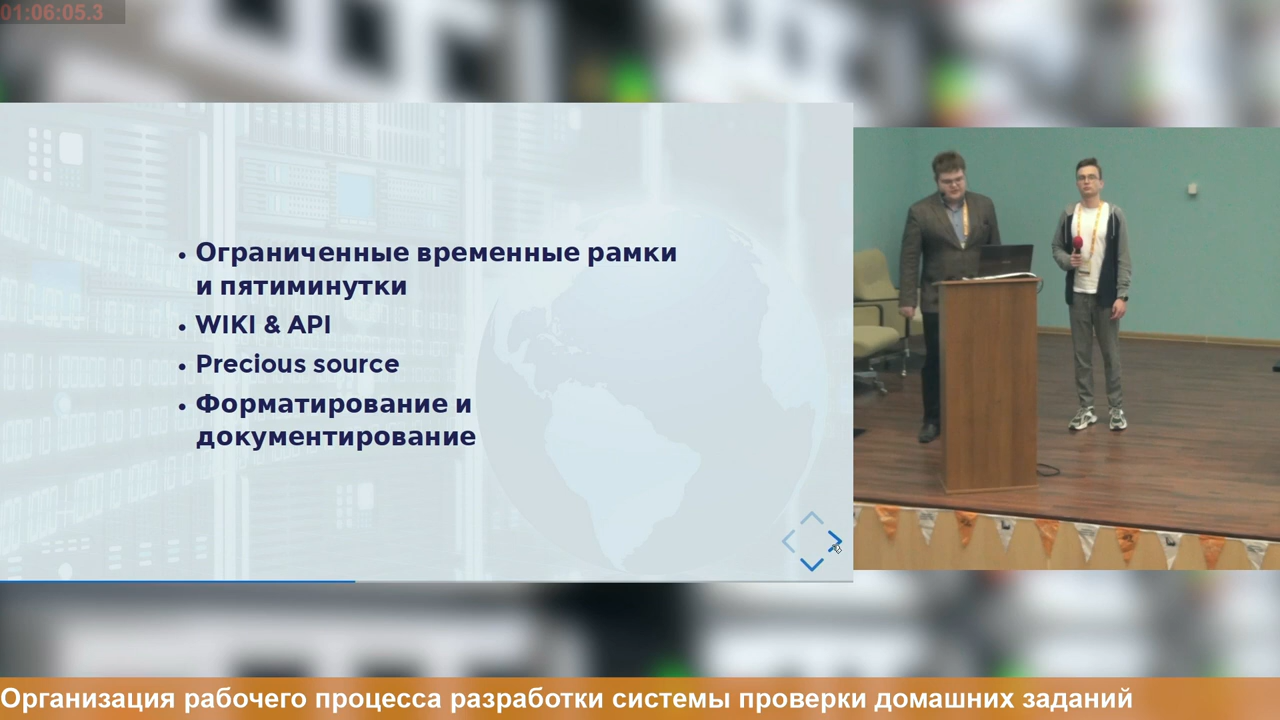 01:06:05.3
• Ограниченные временные рамки
и пятиминутки
• WIKI & API
• Precious source
• Форматирование и
документирование
Организация рабочего процесса разработки системы проверки домашних заданий